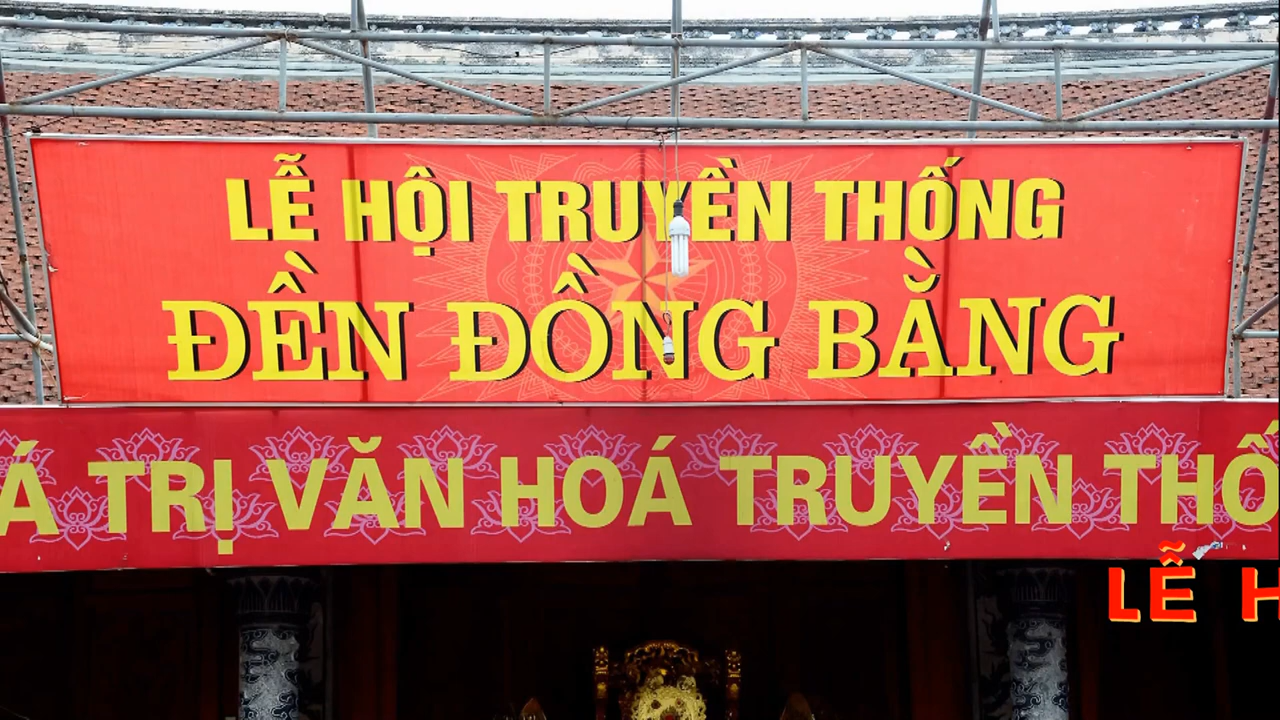 LỄ HỘI TRUYỀN THỐNG
ĐỀN ĐỒNG BẰNG
Á TRỊ VĂN HOÁ TRUYỀN THỐ
LỄ H